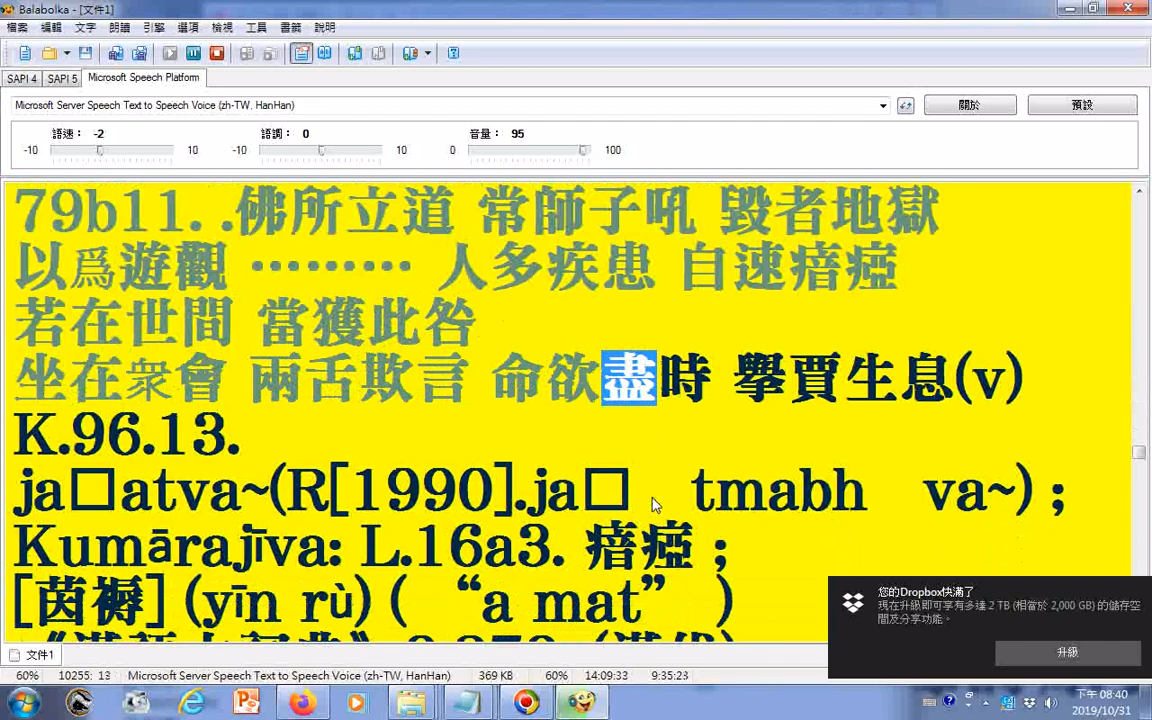 Balabolka - [文件1]
檔案 編輯 文字 朗讀 引擎 選項 檢視 工具 書籤 說明
SAPI 4 SAPI 5 Microsoft Speech Platform
Microsoft Server Speech Text to Speech Voice (zh-TW, HanHan) 關於 預設
語速： -2 語調： 0 音量： 95
-10 10 -10 10 0 100
79b11. .佛所立道 常師子吼 毀者地獄
以爲遊觀 ········· 人多疾患 自速瘖瘂
若在世間 當獲此咎
坐在衆會 兩舌欺言 命欲盡時 擧賈生息(v)
K.96.13.
ja□atva~(R[1990].ja□ tmabh va~)；
Kumārajīva: L.16a3. 瘖瘂；
[茵褥] (yīn rù) ( “a mat” )
您的Dropbox快滿了
現在升級即可享有多達 2 TB (相當於 2,000 GB) 的儲存空
間及分享功能。
升級
文件1
60% 10255: 13 Microsoft Server Speech Text to Speech Voice (zh-TW, HanHan) 369 KB 60% 14:09:33 9:35:23
下午 08:40
2019/10/31